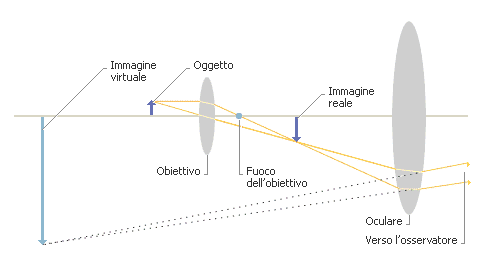 Immagine
virtuale
Oggetto
Immagine
reale
Obiettivo
Fuoco
dell'obiettivo
Oculare
Verso l'osservatore